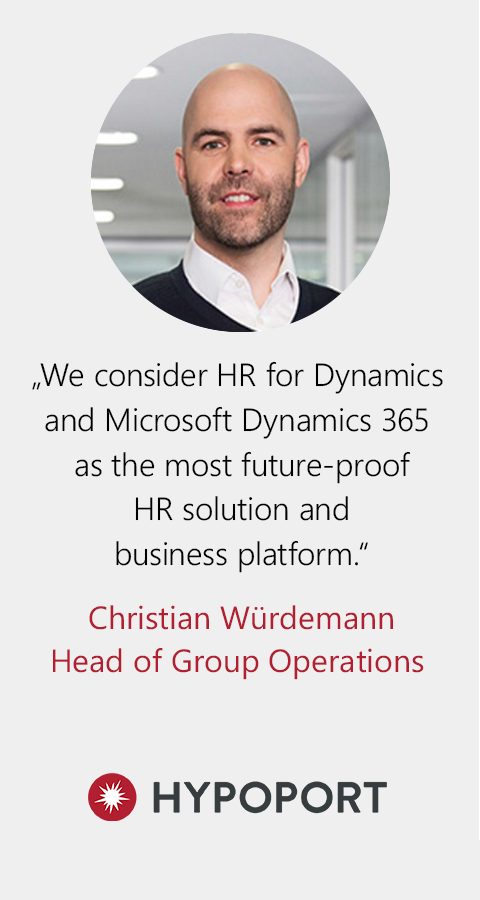 „We consider HR for Dynamics
and Microsoft Dynamics 365
as the most future-proof
HR solution and
business platform.“
Christian Würdemann
Head of Group Operations
HYPOPORT